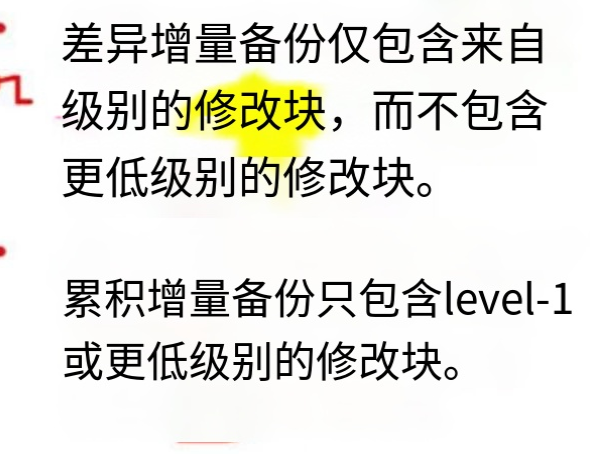 差异增量备份仅包含来自
级别的修改块，而不包含
更低级别的修改块。
累积增量备份只包含level-1
或更低级别的修改块。